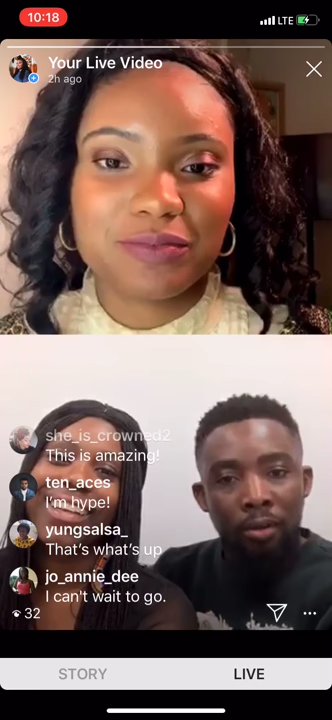 10:18
LTE
Your Live Video
2h ago
she_is_crowned2
This is amazing!
ten_aces
I'm hype!
yungsalsa_
That's what's up
jo_annie_dee
I can't wait to go.
32
STORY
LIVE